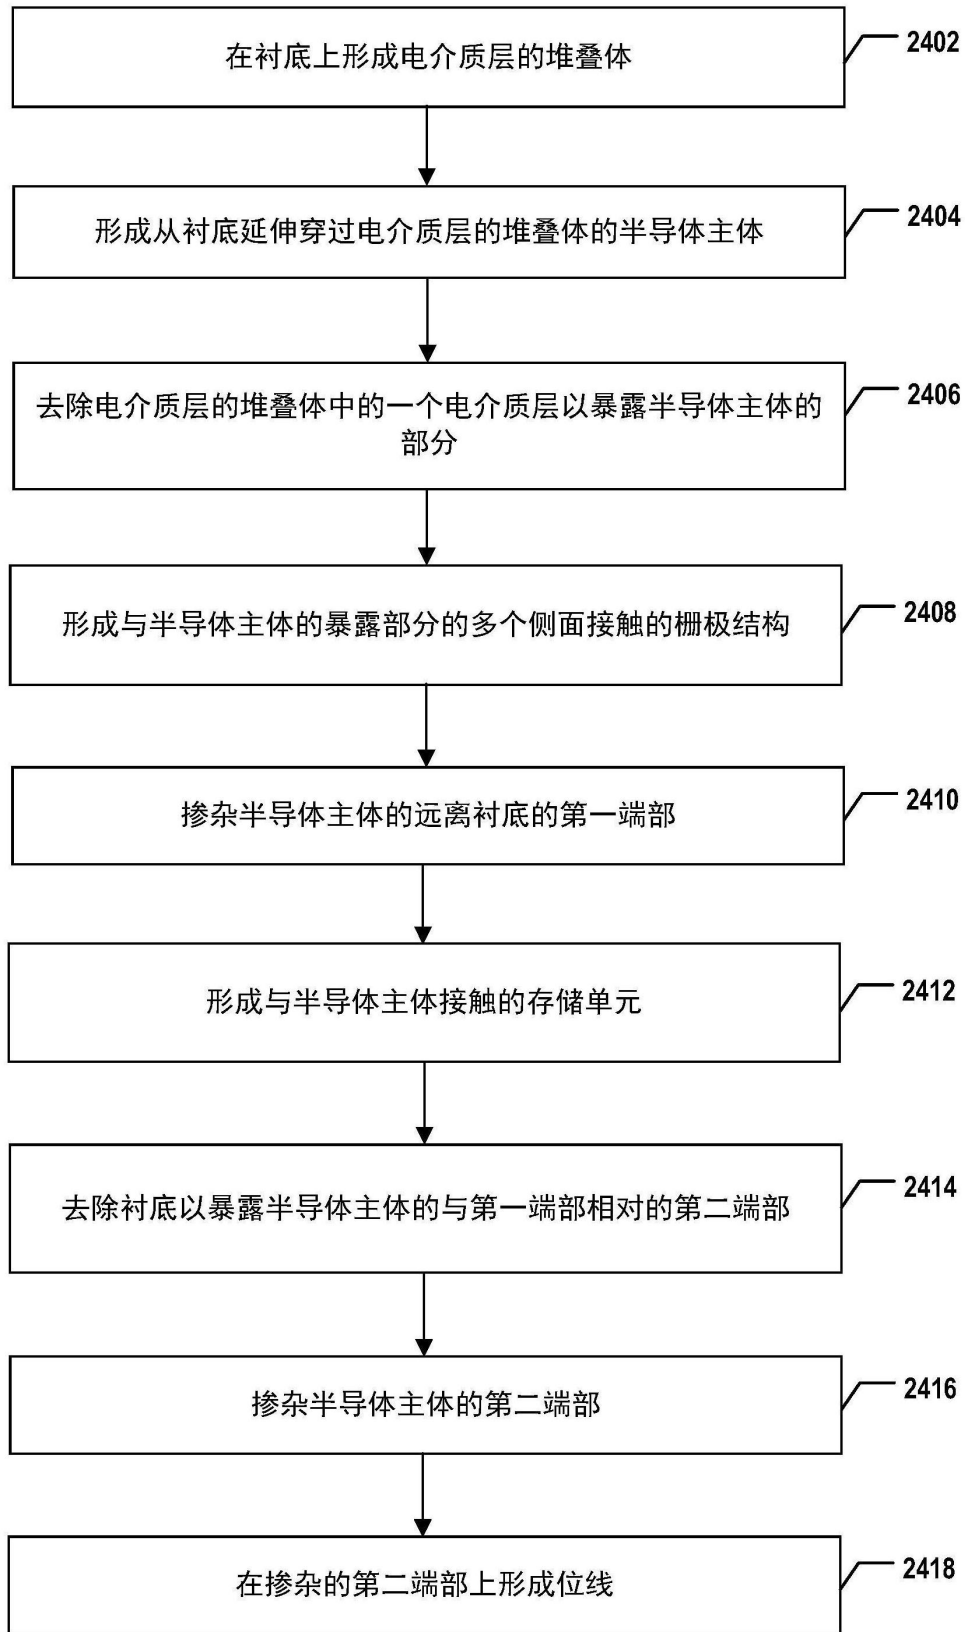 在衬底上形成电介质层的堆叠体
2402
形成从衬底延伸穿过电介质层的堆叠体的半导体主体
2404
去除电介质层的堆叠体中的一个电介质层以暴露半导体主体的
部分
2406
形成与半导体主体的暴露部分的多个侧面接触的栅极结构
2408
掺杂半导体主体的远离衬底的第一端部
2410
形成与半导体主体接触的存储单元
2412
去除衬底以暴露半导体主体的与第一端部相对的第二端部
2414
掺杂半导体主体的第二端部
2416
在掺杂的第二端部上形成位线
2418